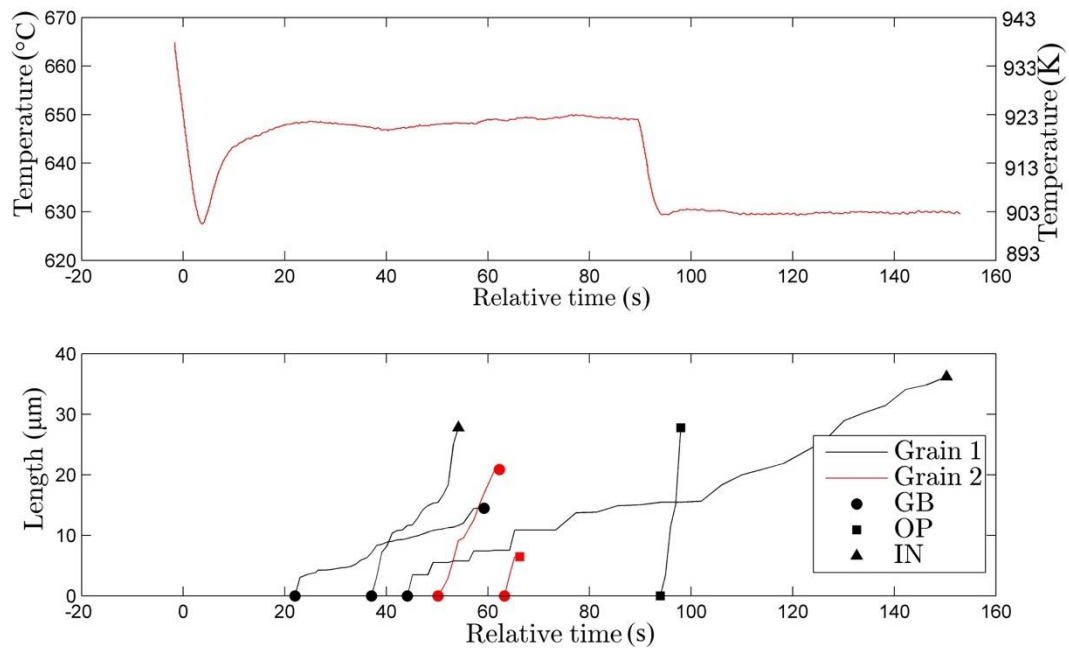 670
660
650
640
630
620
Temperature (°C)
943
933
923
913
903
893
Temperature (K)
-20 0 20 40 60 80 100 120 140 160
Relative time (s)
40
30
20
10
0
Length (µm)
Grain 1
Grain 2
GB
OP
IN
-20 0 20 40 60 80 100 120 140 160
Relative time (s)